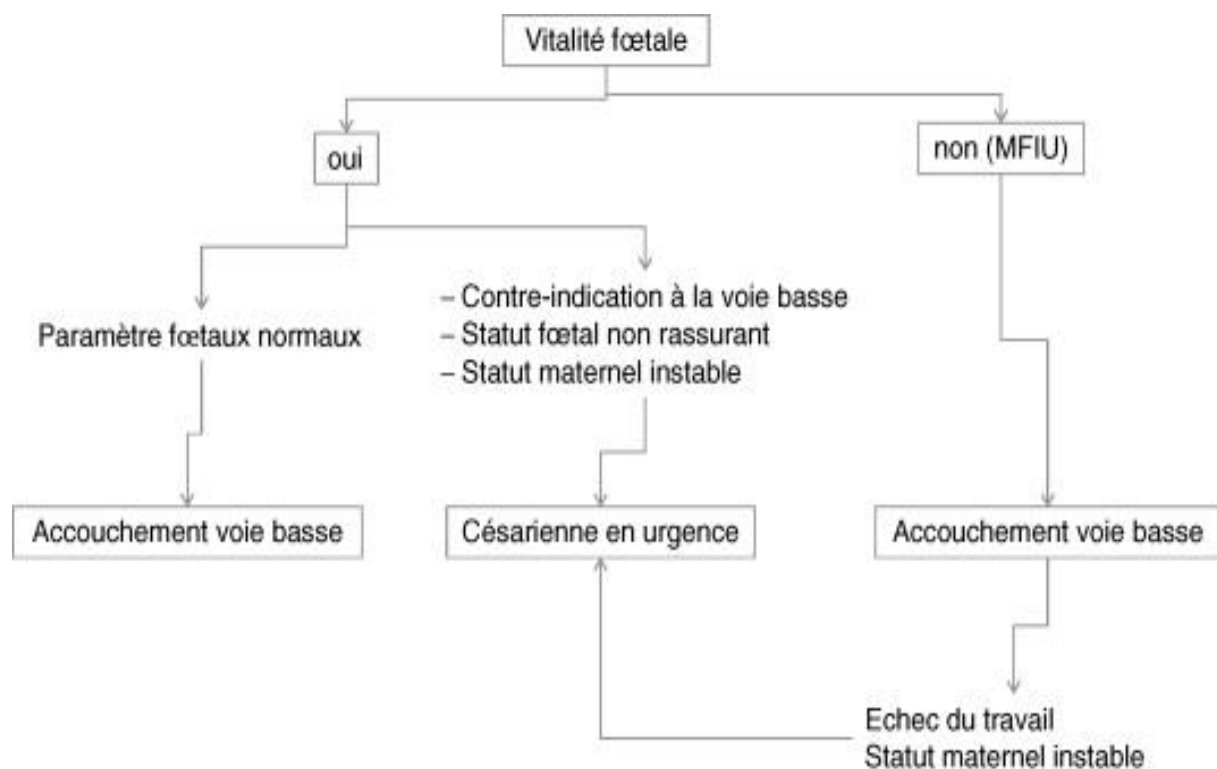 Vitalité fœtale
oui
non (MFIU)
Paramètre fœtaux normaux
– Contre-indication à la voie basse
– Statut fœtal non rassurant
– Statut maternel instable
Accouchement voie basse
Césarienne en urgence
Accouchement voie basse
Echec du travail
Statut maternel instable